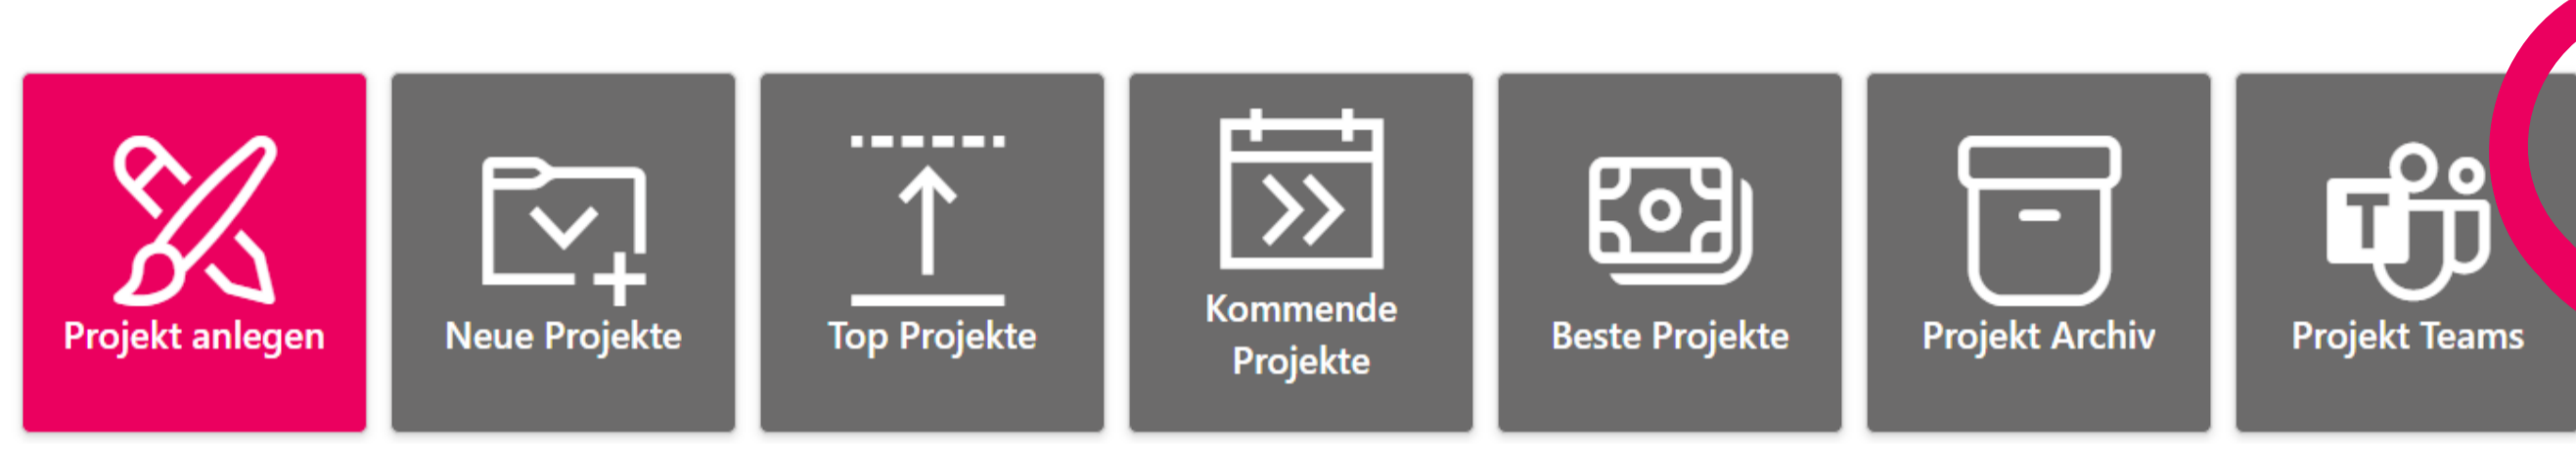 Projekt anlegen
Neue Projekte
Top Projekte
Kommende
Projekte
Beste Projekte
Projekt Archiv
T
Projekt Teams